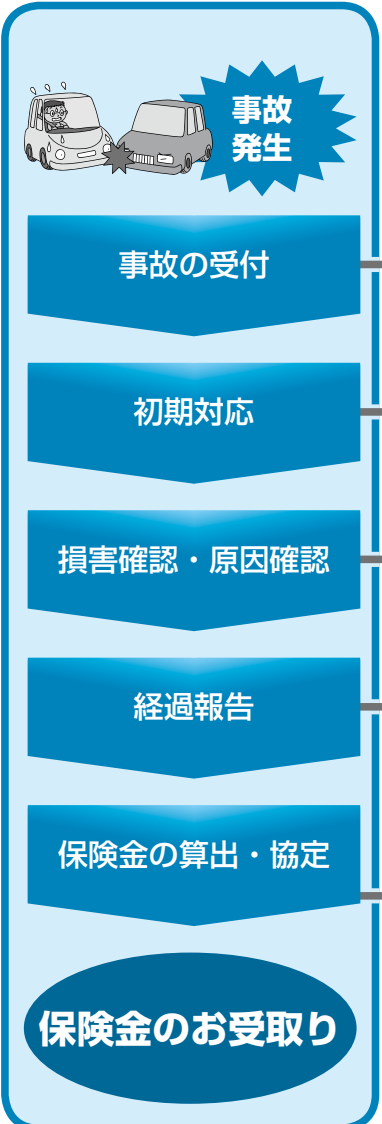 事故
発生
事故の受付
初期対応
損害確認・原因確認
経過報告
保険金の算出・協定
保険金のお受取り